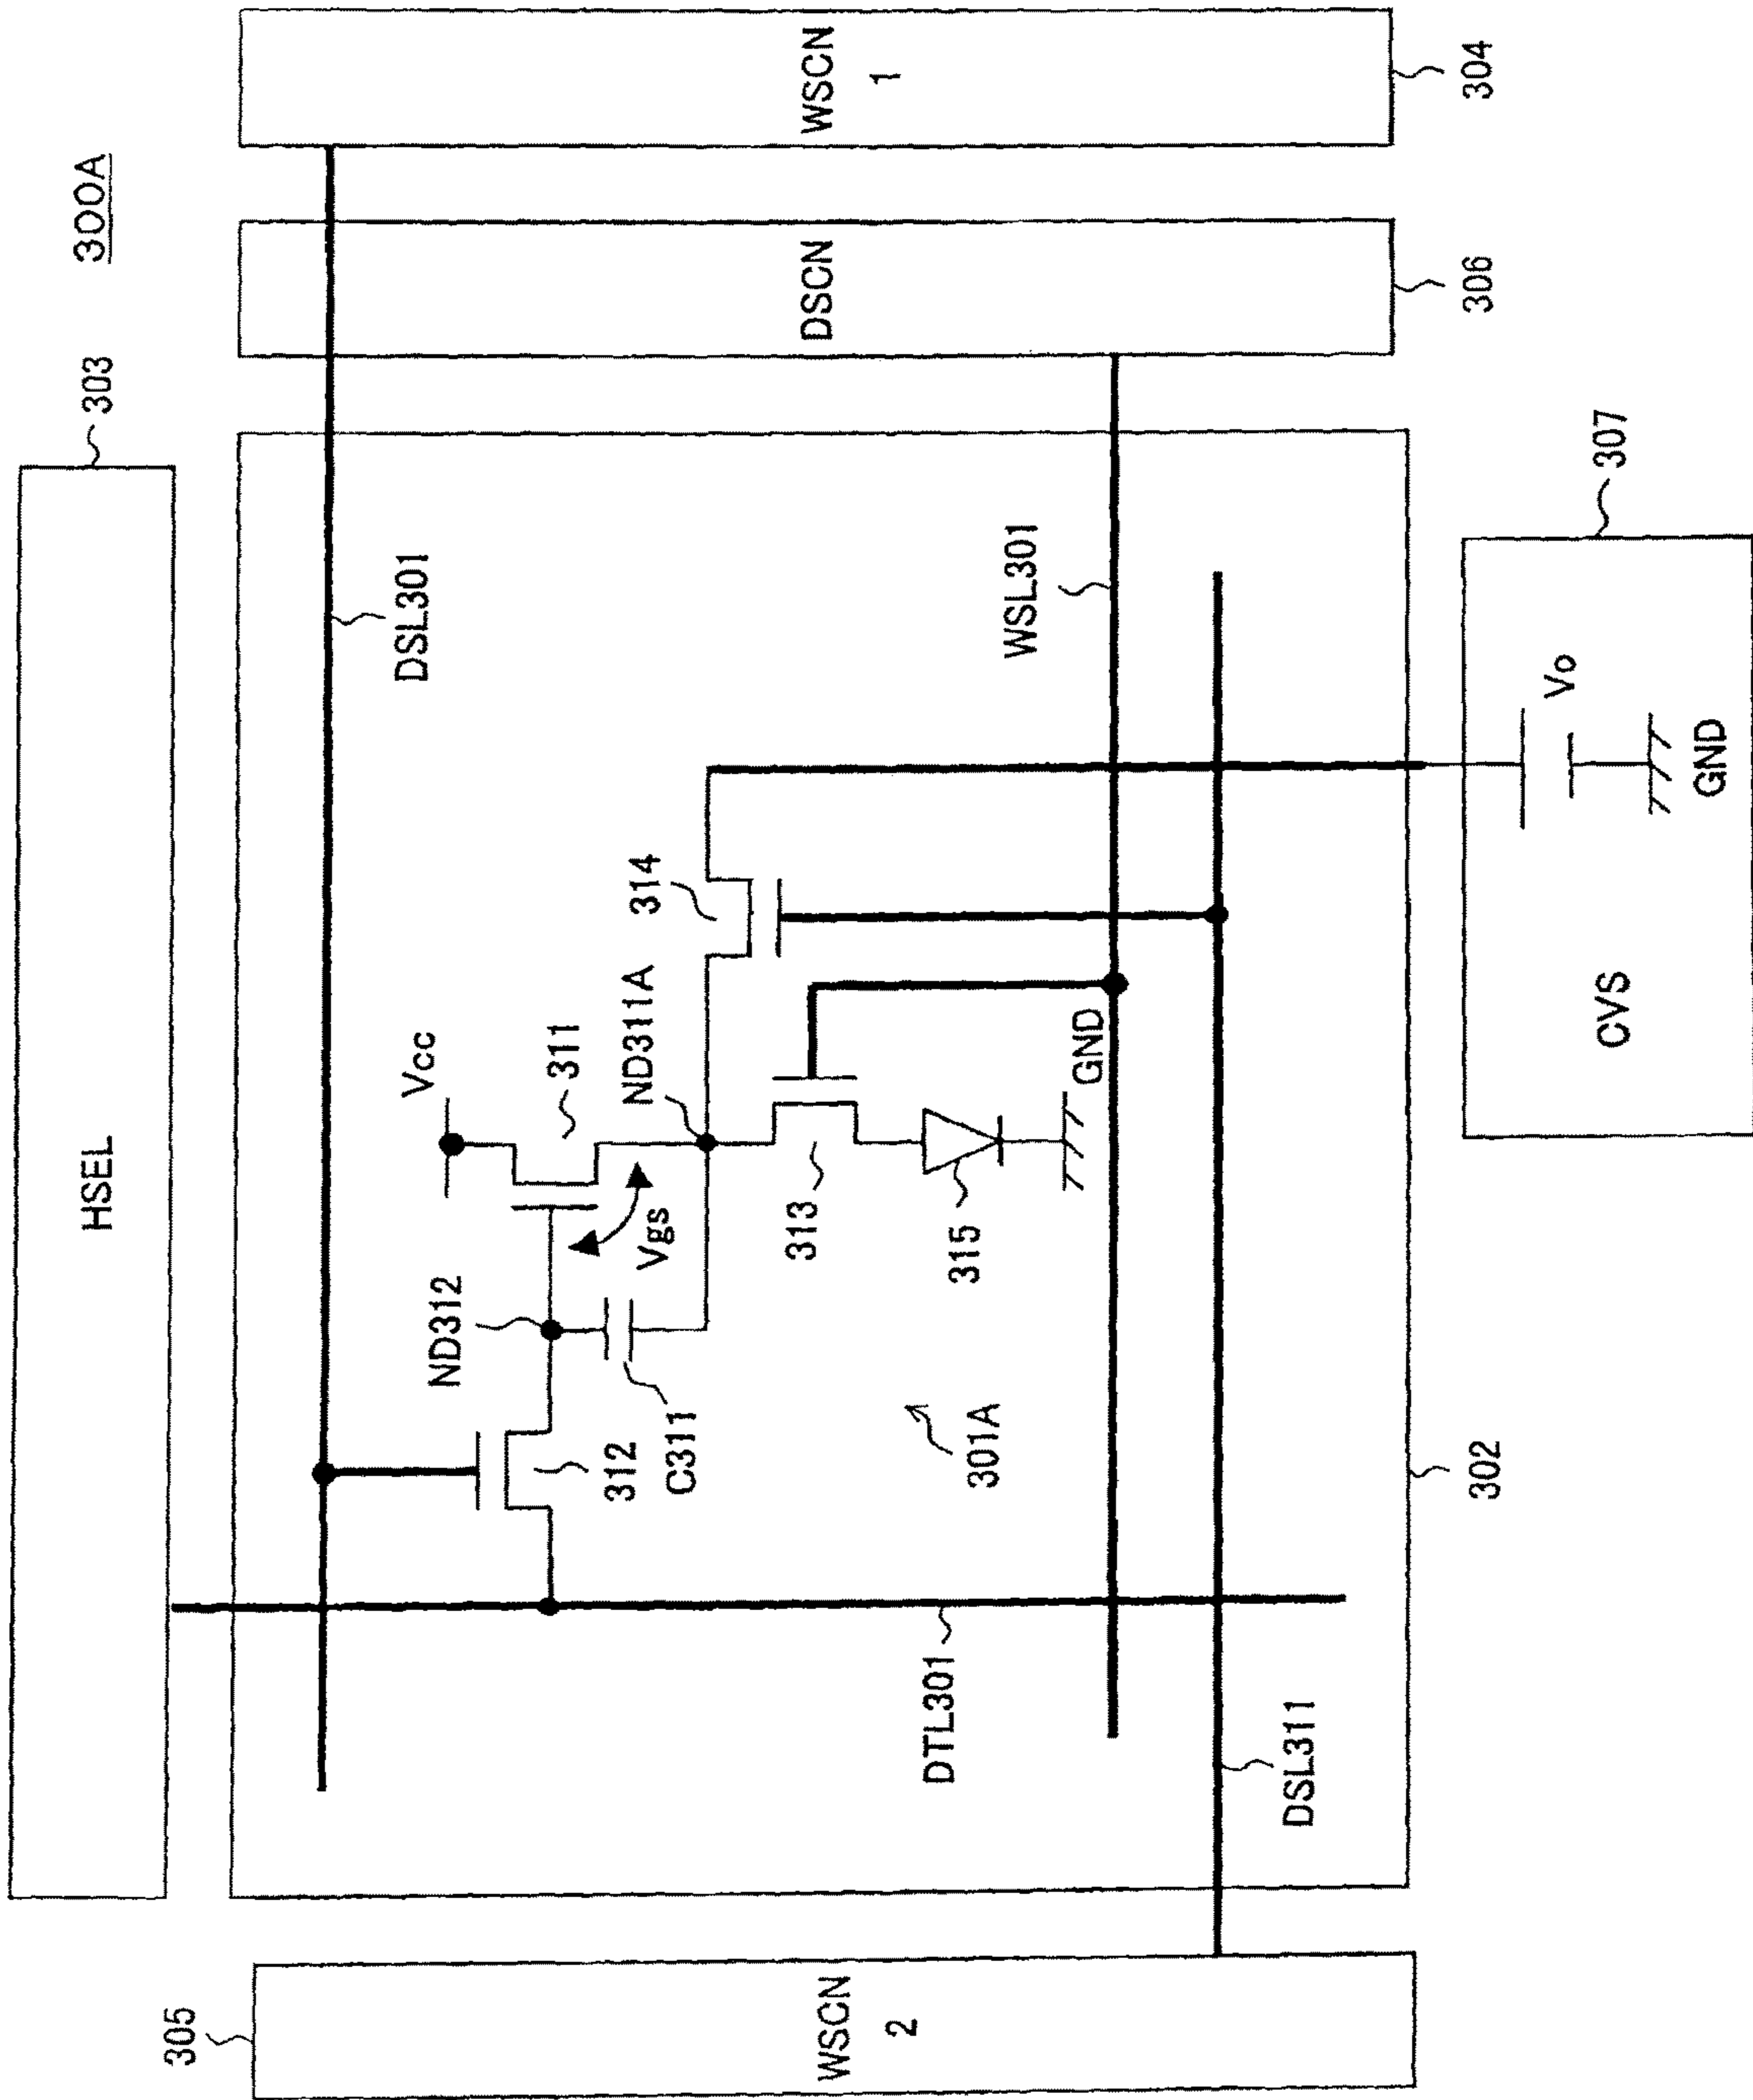 300A
303
HSEL
305
WSCN
2
WSCN
1
304
DSCN
306
DSL301
Vcc
311
ND312
Vgs
ND311A
314
312
C311
313
315
GND
301A
WSL301
DTL301
DSL311
302
307
CVS
Vo
GND